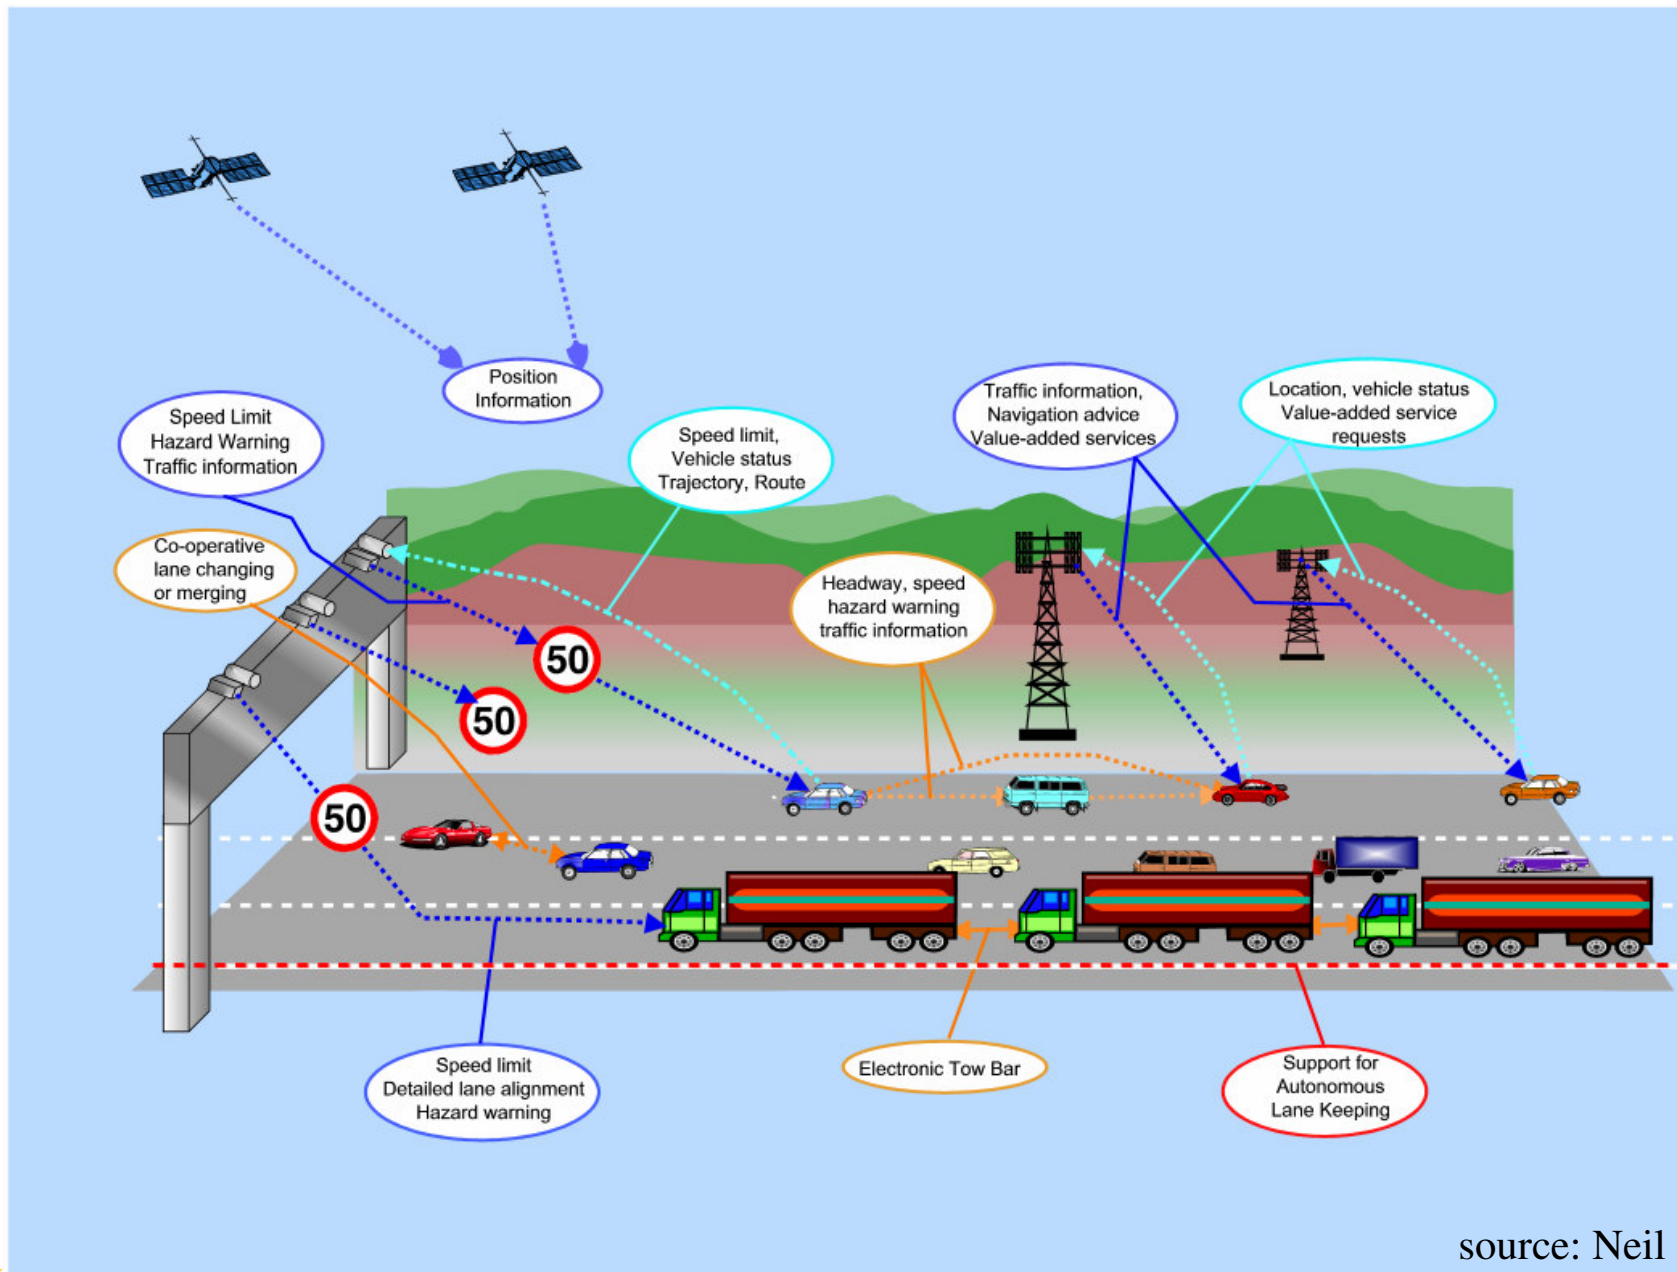 Position
Information
Speed Limit
Hazard Warning
Traffic information
Speed limit,
Vehicle status
Trajectory, Route
Traffic information,
Navigation advice
Value-added services
Location, vehicle status
Value-added service
requests
Co-operative
lane changing
or merging
Headway, speed
hazard warning
traffic information
50
50
50
Speed limit
Detailed lane alignment
Hazard warning
Electronic Tow Bar
Support for
Autonomous
Lane Keeping
source: Neil